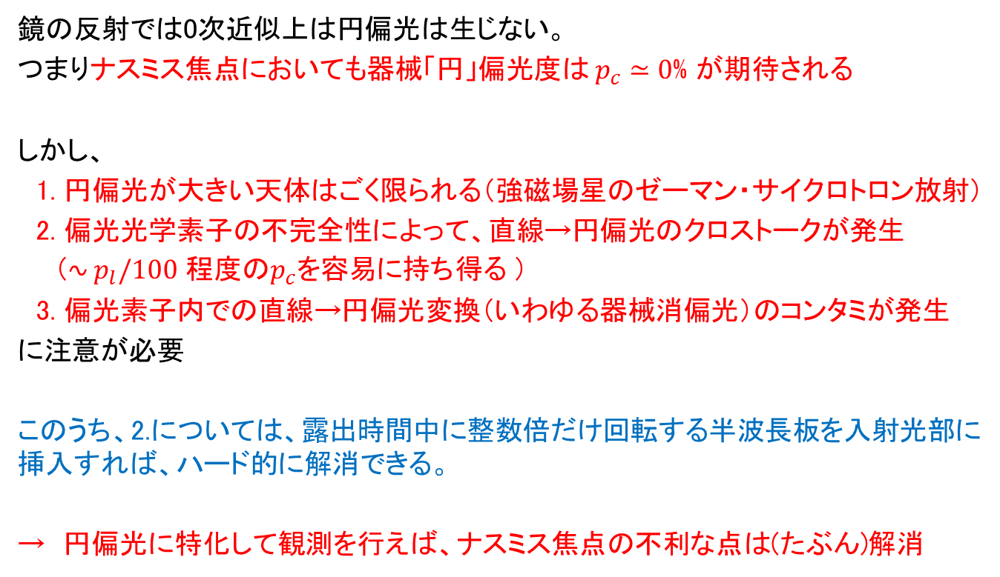 鏡の反射では0次近似上は円偏光は生じない。
つまりナスミス焦点においても器械「円」偏光度は p_c ≃ 0% が期待される
しかし、
1. 円偏光が大きい天体はごく限られる（強磁場星のゼーマン・サイクロトロン放射）
2. 偏光光学素子の不完全性によって、直線→円偏光のクロストークが発生
（~ p_l/100 程度のp_cを容易に持ち得る ）
3. 偏光素子内での直線→円偏光変換（いわゆる器械消偏光）のコンタミが発生
に注意が必要
このうち、2.については、露出時間中に整数倍だけ回転する半波長板を入射光部に
挿入すれば、ハード的に解消できる。
→ 円偏光に特化して観測を行えば、ナスミス焦点の不利な点は(たぶん)解消